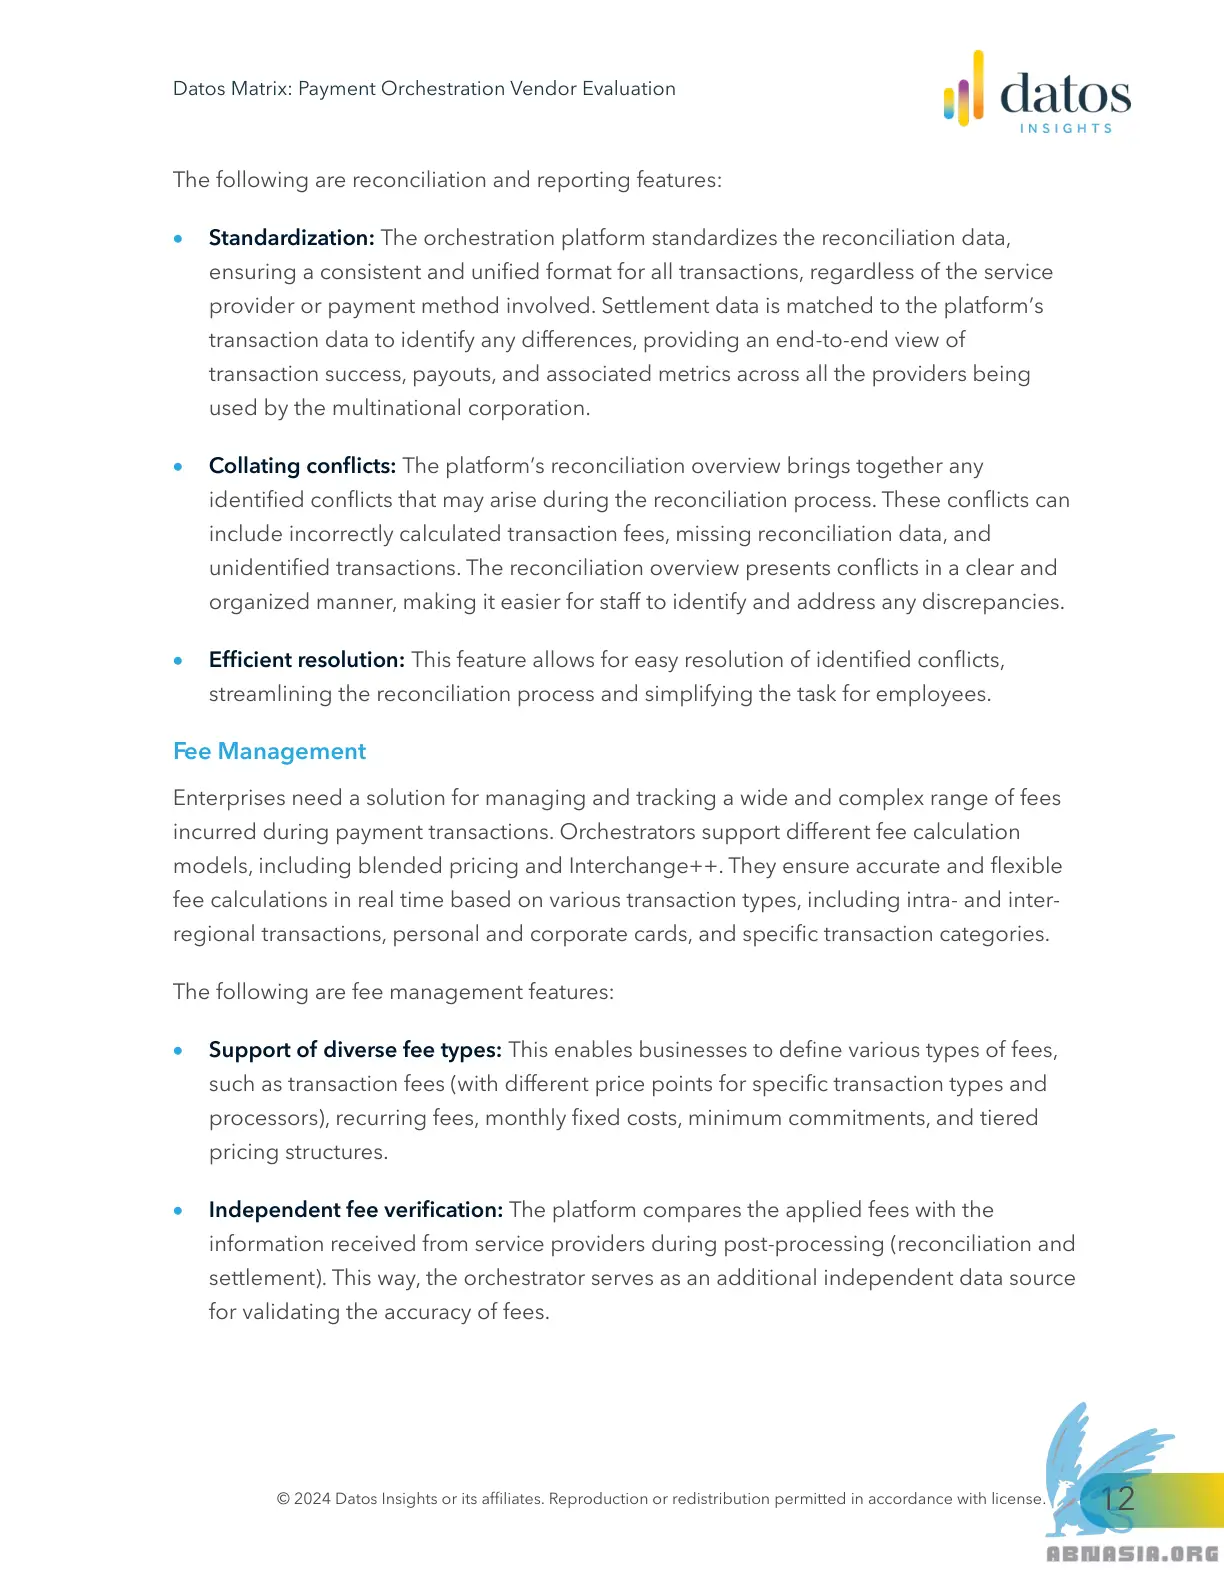 Datos Matrix: Payment Orchestration Vendor Evaluation
datos
INSIGHTS
The following are reconciliation and reporting features:
• Standardization: The orchestration platform standardizes the reconciliation data,
ensuring a consistent and unified format for all transactions, regardless of the service
provider or payment method involved. Settlement data is matched to the platform’s
transaction data to identify any differences, providing an end-to-end view of
transaction success, payouts, and associated metrics across all the providers being
used by the multinational corporation.
• Collating conflicts: The platform’s reconciliation overview brings together any
identified conflicts that may arise during the reconciliation process. These conflicts can
include incorrectly calculated transaction fees, missing reconciliation data, and
unidentified transactions. The reconciliation overview presents conflicts in a clear and
organized manner, making it easier for staff to identify and address any discrepancies.
• Efficient resolution: This feature allows for easy resolution of identified conflicts,
streamlining the reconciliation process and simplifying the task for employees.
Fee Management
Enterprises need a solution for managing and tracking a wide and complex range of fees
incurred during payment transactions. Orchestrators support different fee calculation
models, including blended pricing and Interchange++. They ensure accurate and flexible
fee calculations in real time based on various transaction types, including intra- and inter-
regional transactions, personal and corporate cards, and specific transaction categories.
The following are fee management features:
• Support of diverse fee types: This enables businesses to define various types of fees,
such as transaction fees (with different price points for specific transaction types and
processors), recurring fees, monthly fixed costs, minimum commitments, and tiered
pricing structures.
• Independent fee verification: The platform compares the applied fees with the
information received from service providers during post-processing (reconciliation and
settlement). This way, the orchestrator serves as an additional independent data source
for validating the accuracy of fees.
© 2024 Datos Insights or its affiliates. Reproduction or redistribution permitted in accordance with license.
12
ABNASIA.ORG